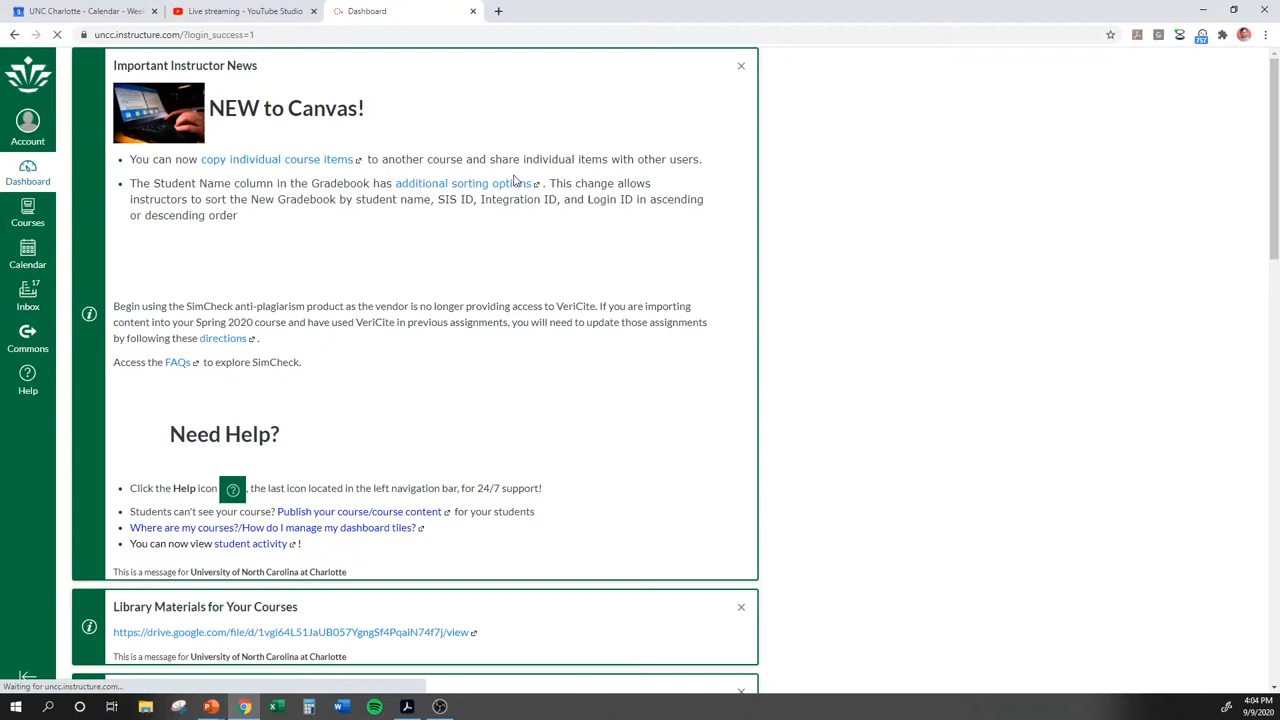 UNC Charlotte - Calendar - Wee
Live streaming - YouTube Studio
Dashboard
uncc.instructure.com/?login_success=1
757
Account
Dashboard
Courses
Calendar
17
Inbox
Commons
Help
Important Instructor News
NEW to Canvas!
You can now copy individual course items to another course and share individual items with other users.
The Student Name column in the Gradebook has additional sorting options . This change allows
instructors to sort the New Gradebook by student name, SIS ID, Integration ID, and Login ID in ascending
or descending order
Begin using the SimCheck anti-plagiarism product as the vendor is no longer providing access to VeriCite. If you are importing
content into your Spring 2020 course and have used VeriCite in previous assignments, you will need to update those assignments
by following these directions .
Access the FAQs to explore SimCheck.
Need Help?
Click the Help icon , the last icon located in the left navigation bar, for 24/7 support!
Students can't see your course? Publish your course/course content for your students
Where are my courses?/How do I manage my dashboard tiles?
You can now view student activity !
This is a message for University of North Carolina at Charlotte
Library Materials for Your Courses
https://drive.google.com/file/d/1vgi64L51JaUB057YgngSf4PqaiN74f7j/view
This is a message for University of North Carolina at Charlotte
Waiting for uncc.instructure.com...
4:04 PM
9/9/2020